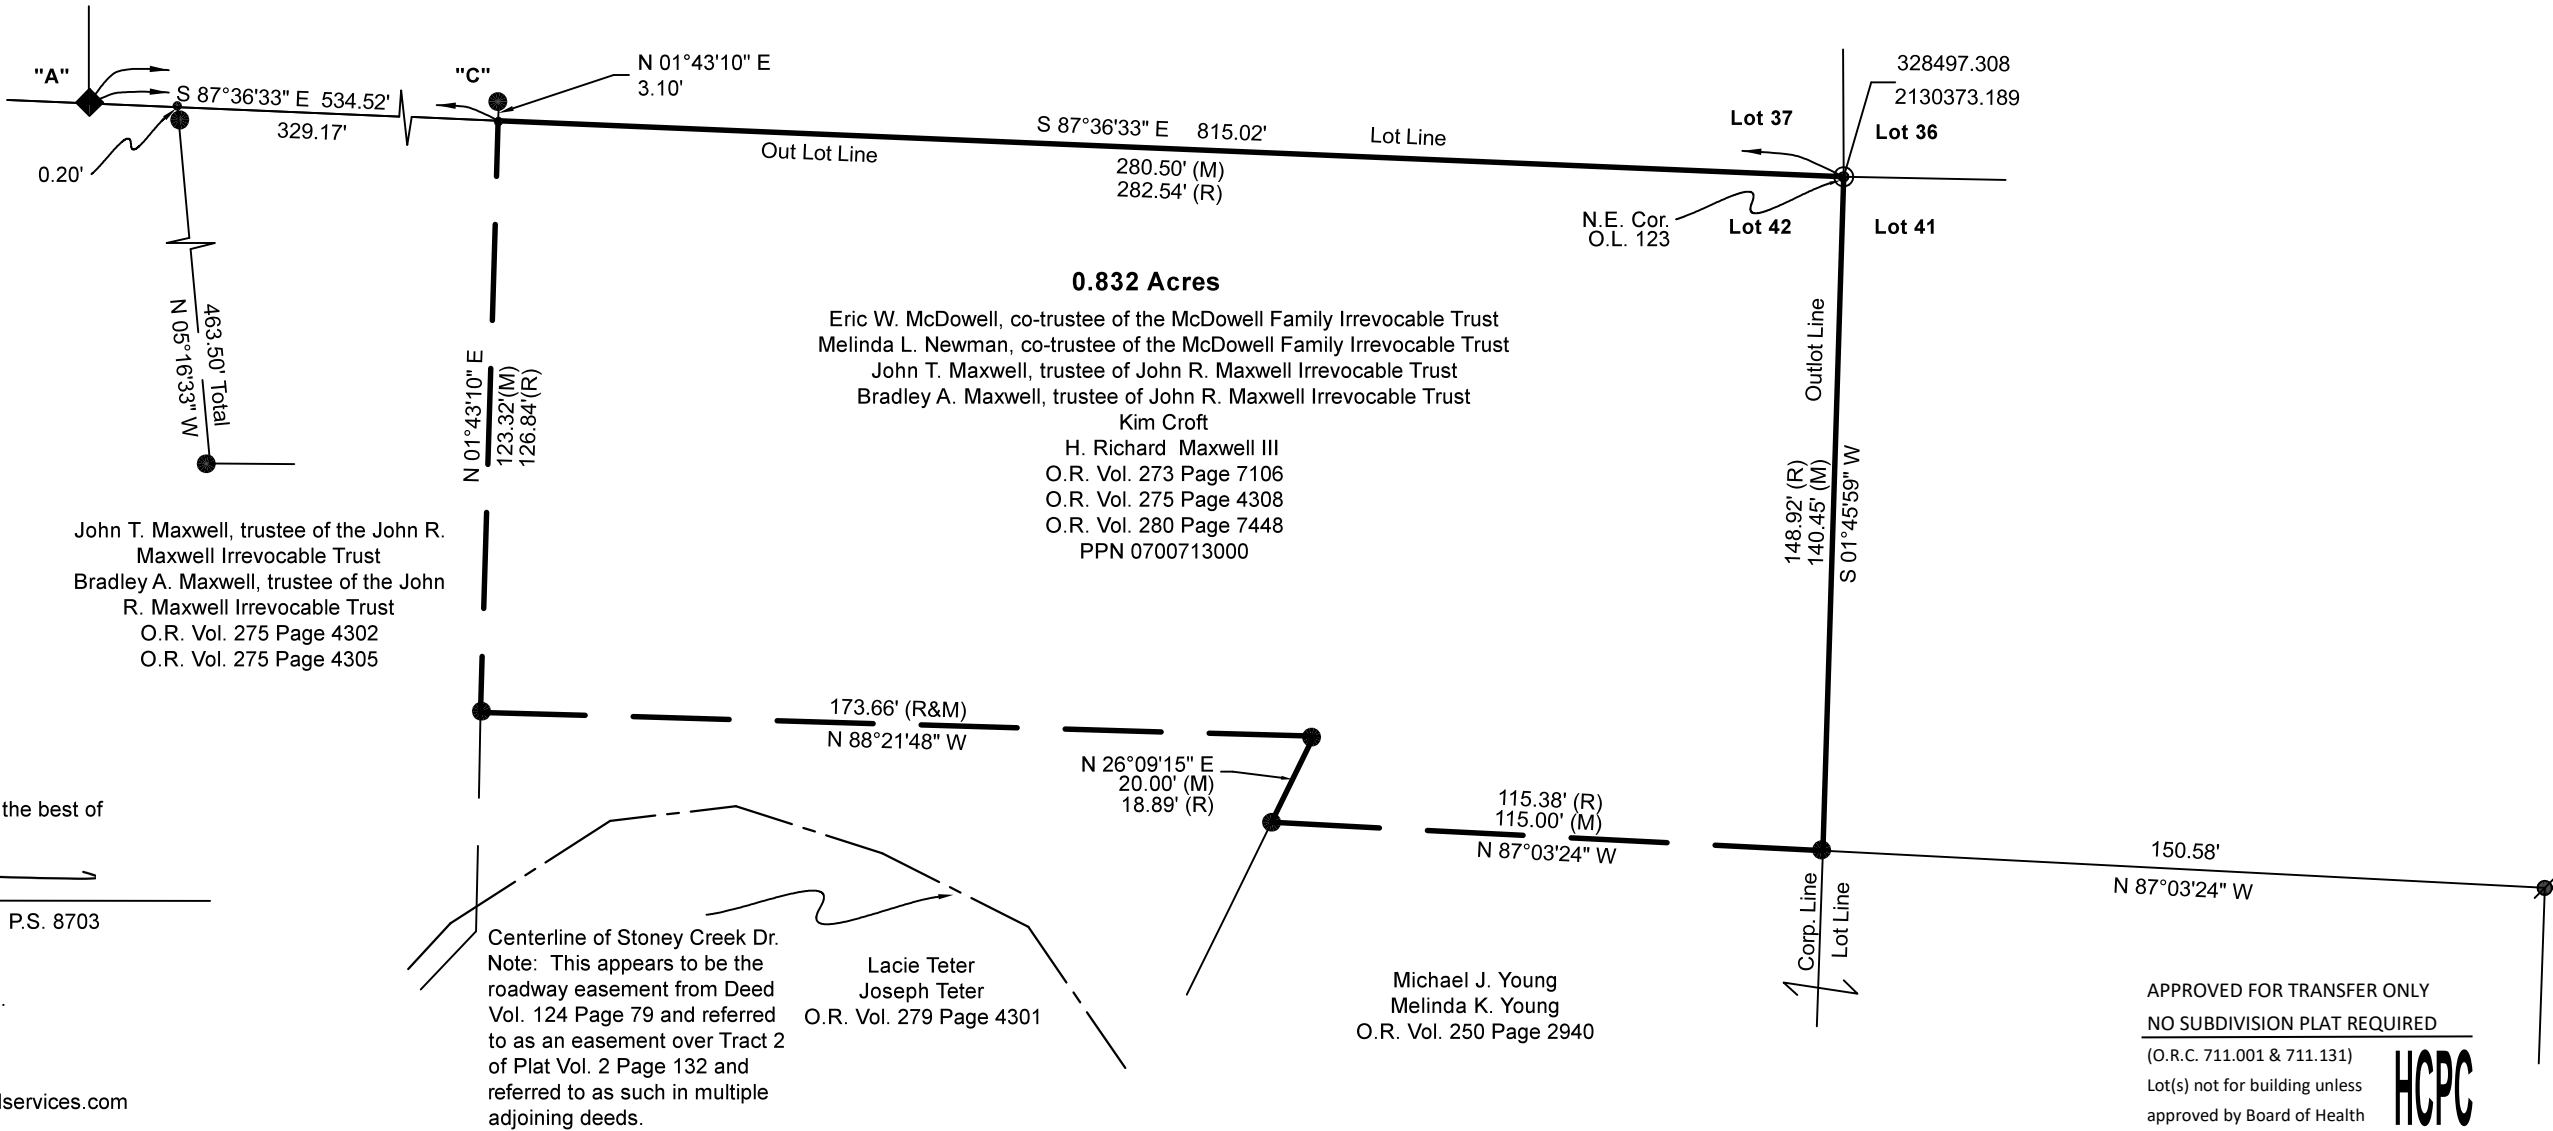 "A"
S 87°36'33" E 534.52'
329.17'
0.20'
"C"
N 01°43'10" E
3.10'
S 87°36'33" E 815.02' Lot Line
Out Lot Line
280.50' (M)
282.54' (R)
328497.308
2130373.189
Lot 37
Lot 36
N.E. Cor.
O.L. 123
Lot 42
Lot 41
463.50' Total
N 05°16'33" W
N 01°43'10" E
123.32'(M)
126.84'(R)
0.832 Acres
Eric W. McDowell, co-trustee of the McDowell Family Irrevocable Trust
Melinda L. Newman, co-trustee of the McDowell Family Irrevocable Trust
John T. Maxwell, trustee of John R. Maxwell Irrevocable Trust
Bradley A. Maxwell, trustee of John R. Maxwell Irrevocable Trust
Kim Croft
H. Richard Maxwell III
O.R. Vol. 273 Page 7106
O.R. Vol. 275 Page 4308
O.R. Vol. 280 Page 7448
PPN 0700713000
Outlot Line
148.92' (R)
140.45' (M)
S 01°45'59" W
John T. Maxwell, trustee of the John R.
Maxwell Irrevocable Trust
Bradley A. Maxwell, trustee of the John
R. Maxwell Irrevocable Trust
O.R. Vol. 275 Page 4302
O.R. Vol. 275 Page 4305
173.66' (R&M)
N 88°21'48" W
N 26°09'15" E
20.00' (M)
18.89' (R)
115.38' (R)
115.00' (M)
N 87°03'24" W
150.58'
N 87°03'24" W
the best of
P.S. 8703
.
lservices.com
Centerline of Stoney Creek Dr.
Note: This appears to be the
roadway easement from Deed
Vol. 124 Page 79 and referred
to as an easement over Tract 2
of Plat Vol. 2 Page 132 and
referred to as such in multiple
adjoining deeds.
Lacie Teter
Joseph Teter
O.R. Vol. 279 Page 4301
Michael J. Young
Melinda K. Young
O.R. Vol. 250 Page 2940
Corp. Line
Lot Line
APPROVED FOR TRANSFER ONLY
NO SUBDIVISION PLAT REQUIRED
(O.R.C. 711.001 & 711.131)
Lot(s) not for building unless
approved by Board of Health
HCPC